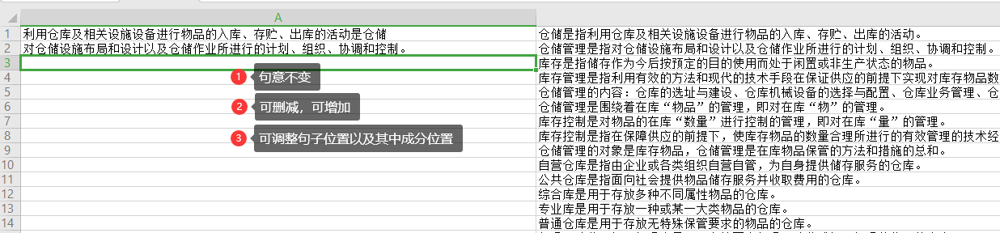 A
1 利用仓库及相关设施设备进行物品的入库、存贮、出库的活动是仓储 仓储是指利用仓库及相关设施设备进行物品的入库、存贮、出库的活动。
2 对仓储设施布局和设计以及仓储作业所进行的计划、组织、协调和控制。 仓储管理是指对仓储设施布局和设计以及仓储作业所进行的计划、组织、协调和控制。
3 库存是指储存作为今后按预定的目的使用而处于闲置或非生产状态的物品。
4 ① 句意不变 库存管理是指利用有效的方法和现代的技术手段在保证供应的前提下实现对库存物品数
5 仓储管理的内容：仓库的选址与建设、仓库机械设备的选择与配置、仓库业务管理、仓
6 ② 可删减，可增加 仓储管理是围绕着在库“物品”的管理，即对在库“物”的管理。
7 库存控制是对物品的在库“数量”进行控制的管理，即对在库“量”的管理。
8 ③ 可调整句子位置以及其中成分位置 库存控制是指在保障供应的前提下，使库存物品的数量合理所进行的有效管理的技术经
9 仓储管理的对象是库存物品，仓储管理是在库物品保管的方法和措施的总和。
10 自营仓库是指由企业或各类组织自营自管，为自身提供储存服务的仓库。
11 公共仓库是指面向社会提供物品储存服务并收取费用的仓库。
12 综合库是用于存放多种不同属性物品的仓库。
13 专业库是用于存放一种或某一大类物品的仓库。
14 普通仓库是用于存放无特殊保管要求的物品的仓库。